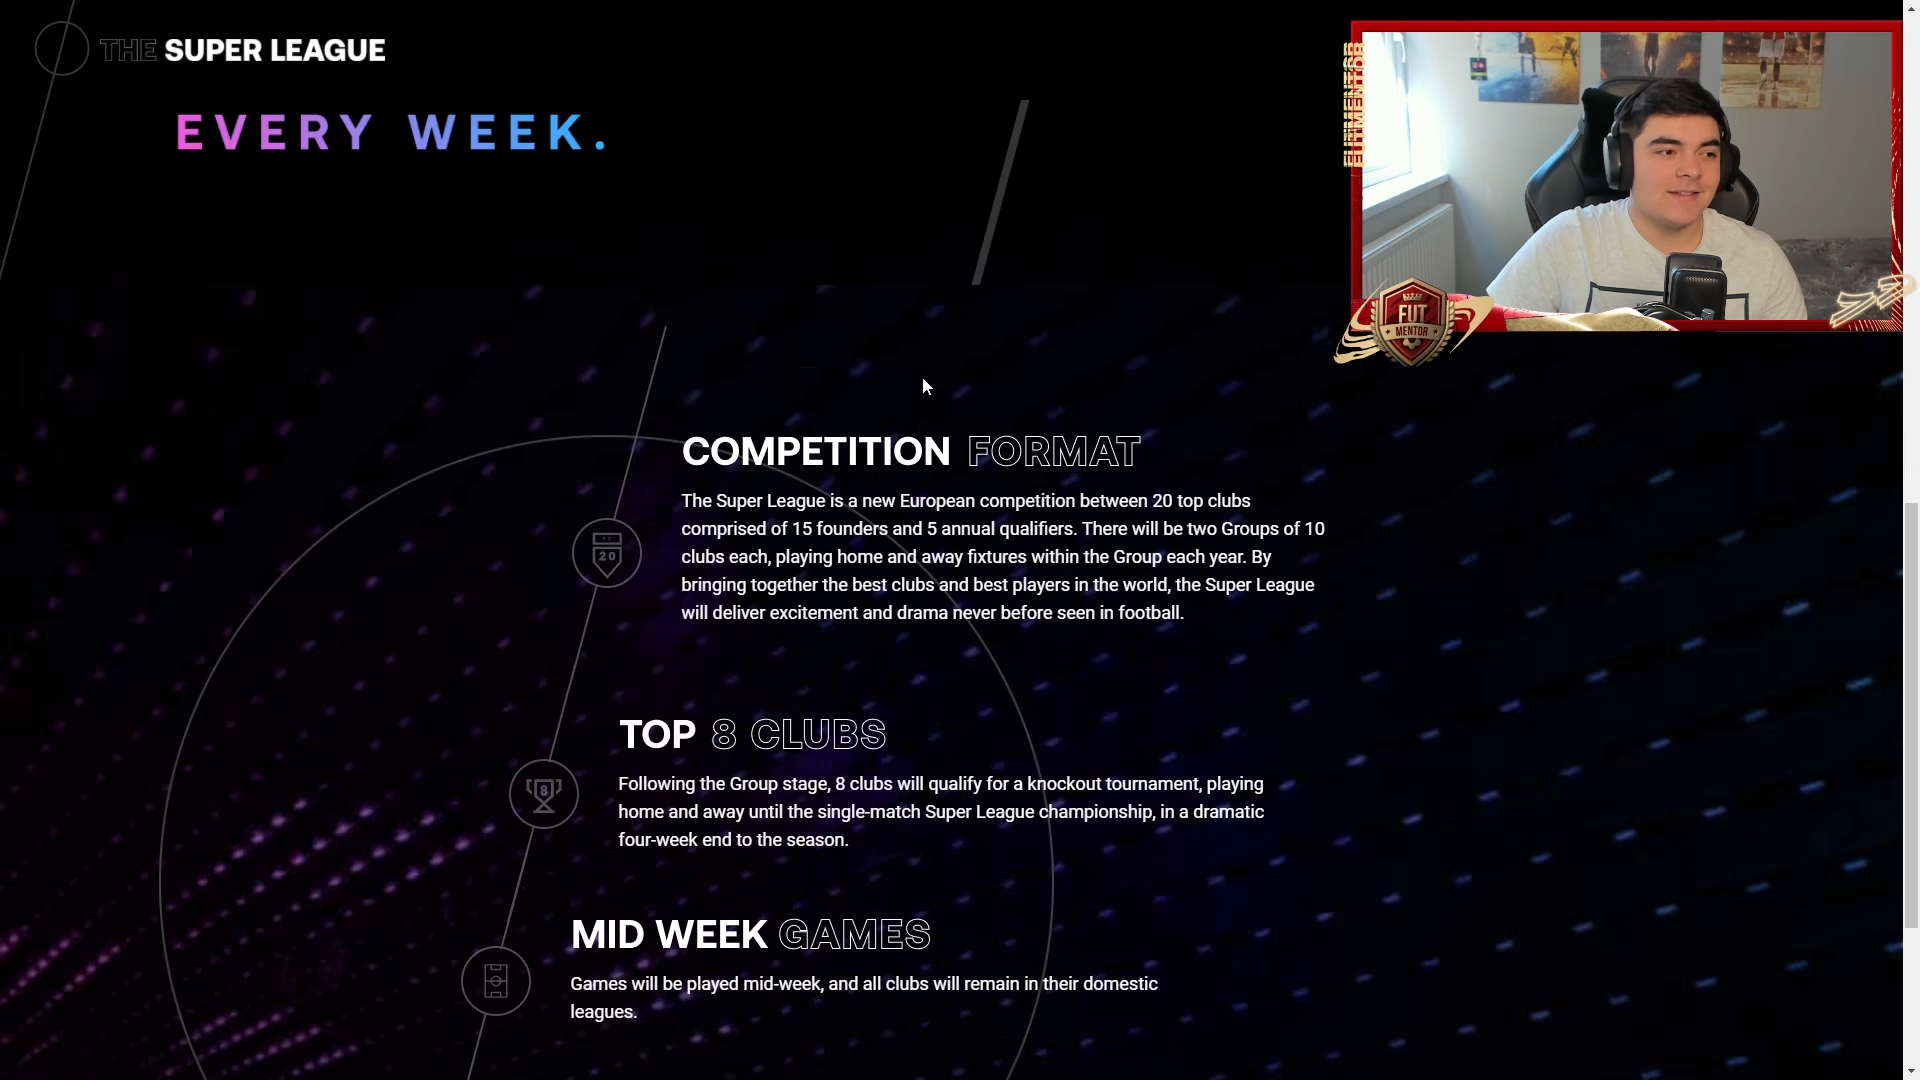 THE SUPER LEAGUE
EVERY WEEK.
FUTMENTOR
FUT
MENTOR
22
COMPETITION FORMAT
The Super League is a new European competition between 20 top clubs
comprised of 15 founders and 5 annual qualifiers. There will be two Groups of 10
clubs each, playing home and away fixtures within the Group each year. By
bringing together the best clubs and best players in the world, the Super League
will deliver excitement and drama never before seen in football.
20
TOP 8 CLUBS
8
Following the Group stage, 8 clubs will qualify for a knockout tournament, playing
home and away until the single-match Super League championship, in a dramatic
four-week end to the season.
MID WEEK GAMES
Games will be played mid-week, and all clubs will remain in their domestic
leagues.